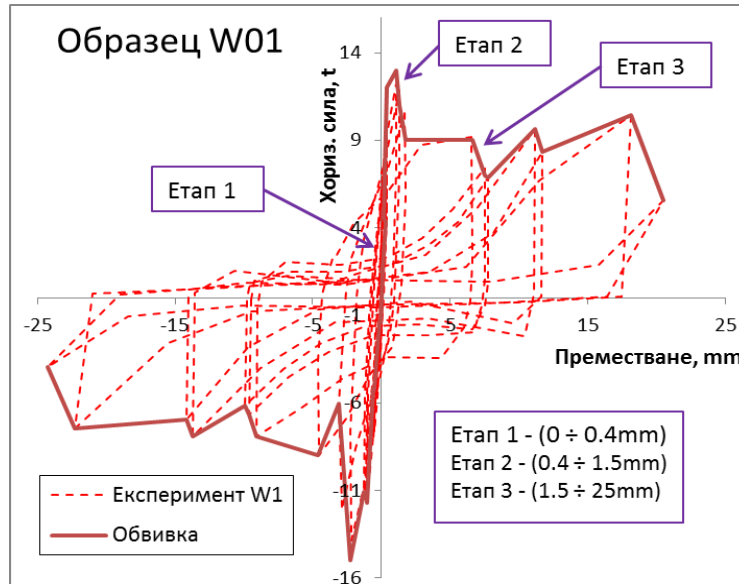 Образец W01
Хориз. сила, t
14
9
4
-1
-6
-11
-16
Етап 2
Етап 3
Етап 1
-25
-15
-5
5
15
25
Преместване, mm
Етап 1 - (0 ÷ 0.4mm)
Етап 2 - (0.4 ÷ 1.5mm)
Етап 3 - (1.5 ÷ 25mm)
Експеримент W1
Обвивка